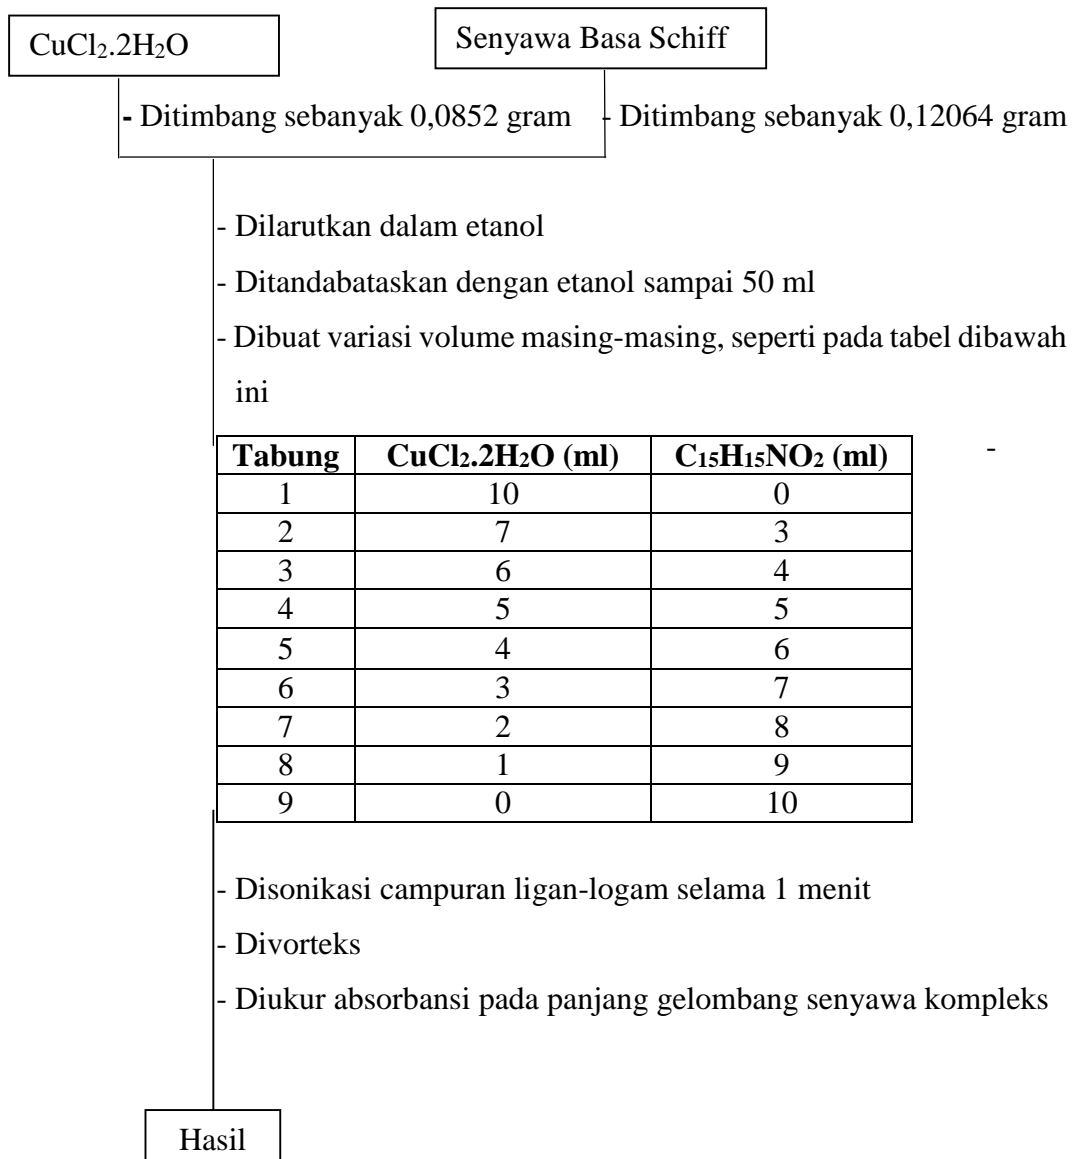 CuCl₂.2H₂O
Senyawa Basa Schiff
- Ditimbang sebanyak 0,0852 gram
- Ditimbang sebanyak 0,12064 gram
- Dilarutkan dalam etanol
- Ditandabataskan dengan etanol sampai 50 ml
- Dibuat variasi volume masing-masing, seperti pada tabel dibawah
ini
Tabung CuCl₂.2H₂O (ml) C₁₅H₁₅NO₂ (ml)
-
1 10 0
2 7 3
3 6 4
4 5 5
5 4 6
6 3 7
7 2 8
8 1 9
9 0 10
- Disonikasi campuran ligan-logam selama 1 menit
- Divorteks
- Diukur absorbansi pada panjang gelombang senyawa kompleks
Hasil